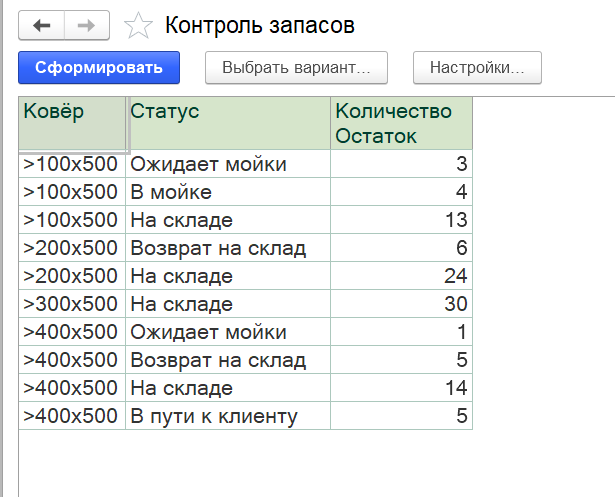 Контроль запасов
Сформировать Выбрать вариант... Настройки...
Ковёр Статус Количество
Остаток
>100x500 Ожидает мойки 3
>100x500 В мойке 4
>100x500 На складе 13
>200x500 Возврат на склад 6
>200x500 На складе 24
>300x500 На складе 30
>400x500 Ожидает мойки 1
>400x500 Возврат на склад 5
>400x500 На складе 14
>400x500 В пути к клиенту 5